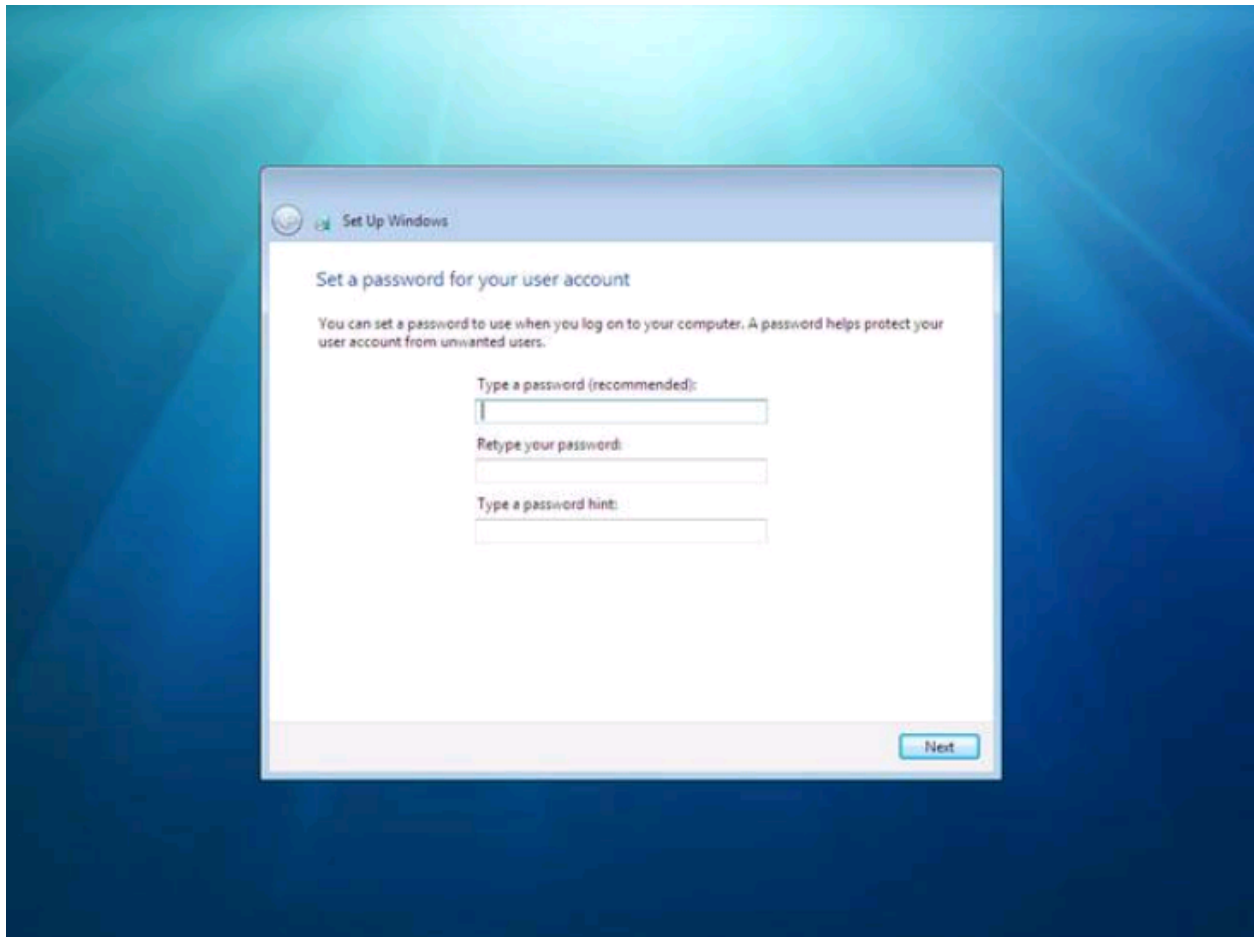 Set Up Windows
Set a password for your user account
You can set a password to use when you log on to your computer. A password helps protect your
user account from unwanted users.
Type a password (recommended):
Retype your password:
Type a password hint:
Next